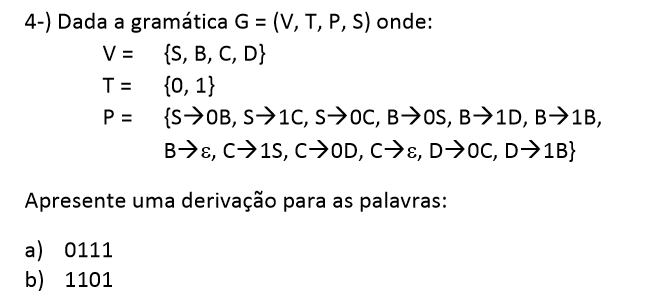 4-) Dada a gramática G = (V, T, P, S) onde:
V = {S, B, C, D}
T = {0, 1}
P = {S→0B, S→1C, S→0C, B→0S, B→1D, B→1B,
B→ε, C→1S, C→0D, C→ε, D→0C, D→1B}
Apresente uma derivação para as palavras:
a) 0111
b) 1101